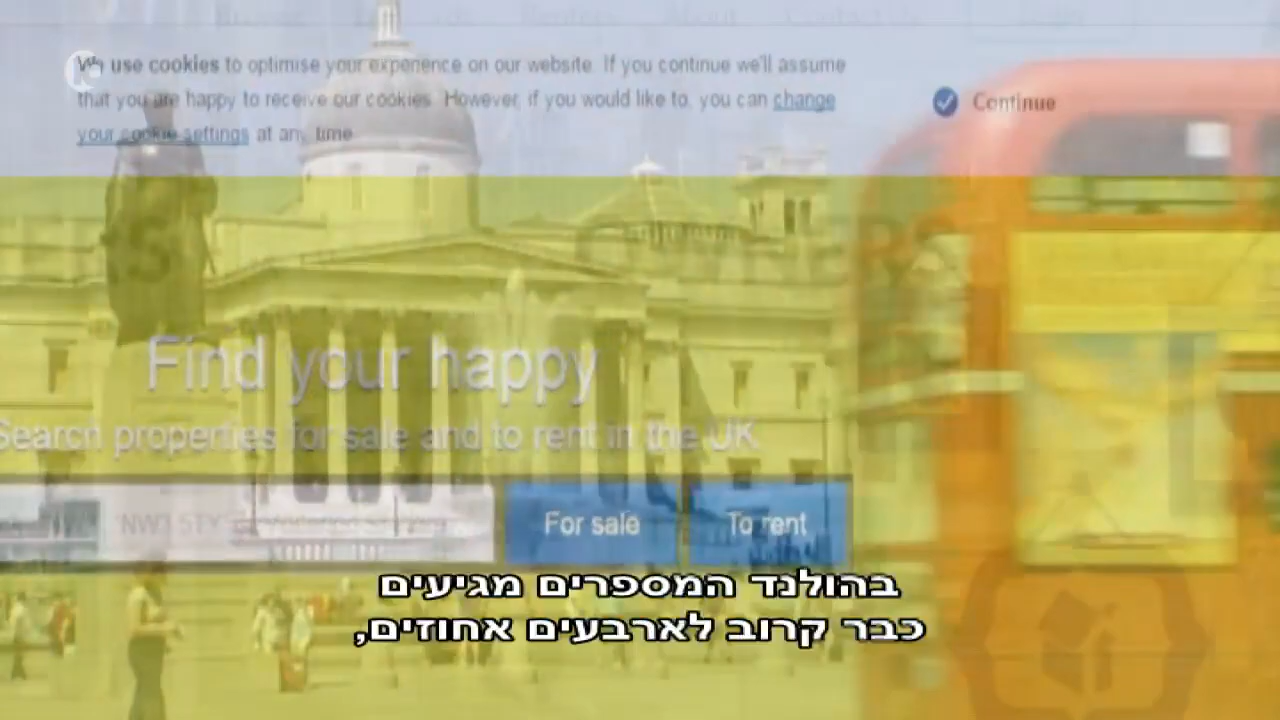 We use cookies to optimise your experience on our website. If you continue we'll assume
that you are happy to receive our cookies. However, if you would like to, you can change
your cookie settings at any time
Continue
Find your happy
Search properties for sale and to rent in the UK
NW3 5TY
For sale
To rent
בהולנד המספרים מגיעים
כבר קרוב לארבעים אחוזים,